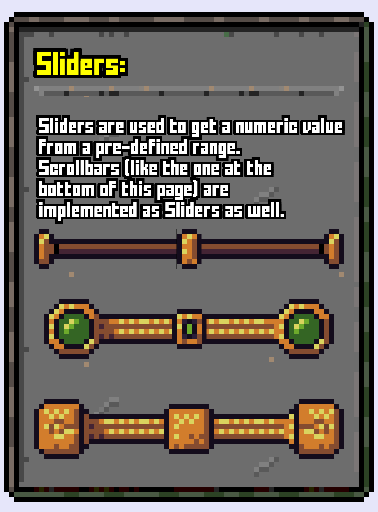 Sliders:
Sliders are used to get a numeric value
from a pre-defined range.
Scrollbars (like the one at the
bottom of this page) are
implemented as Sliders as well.